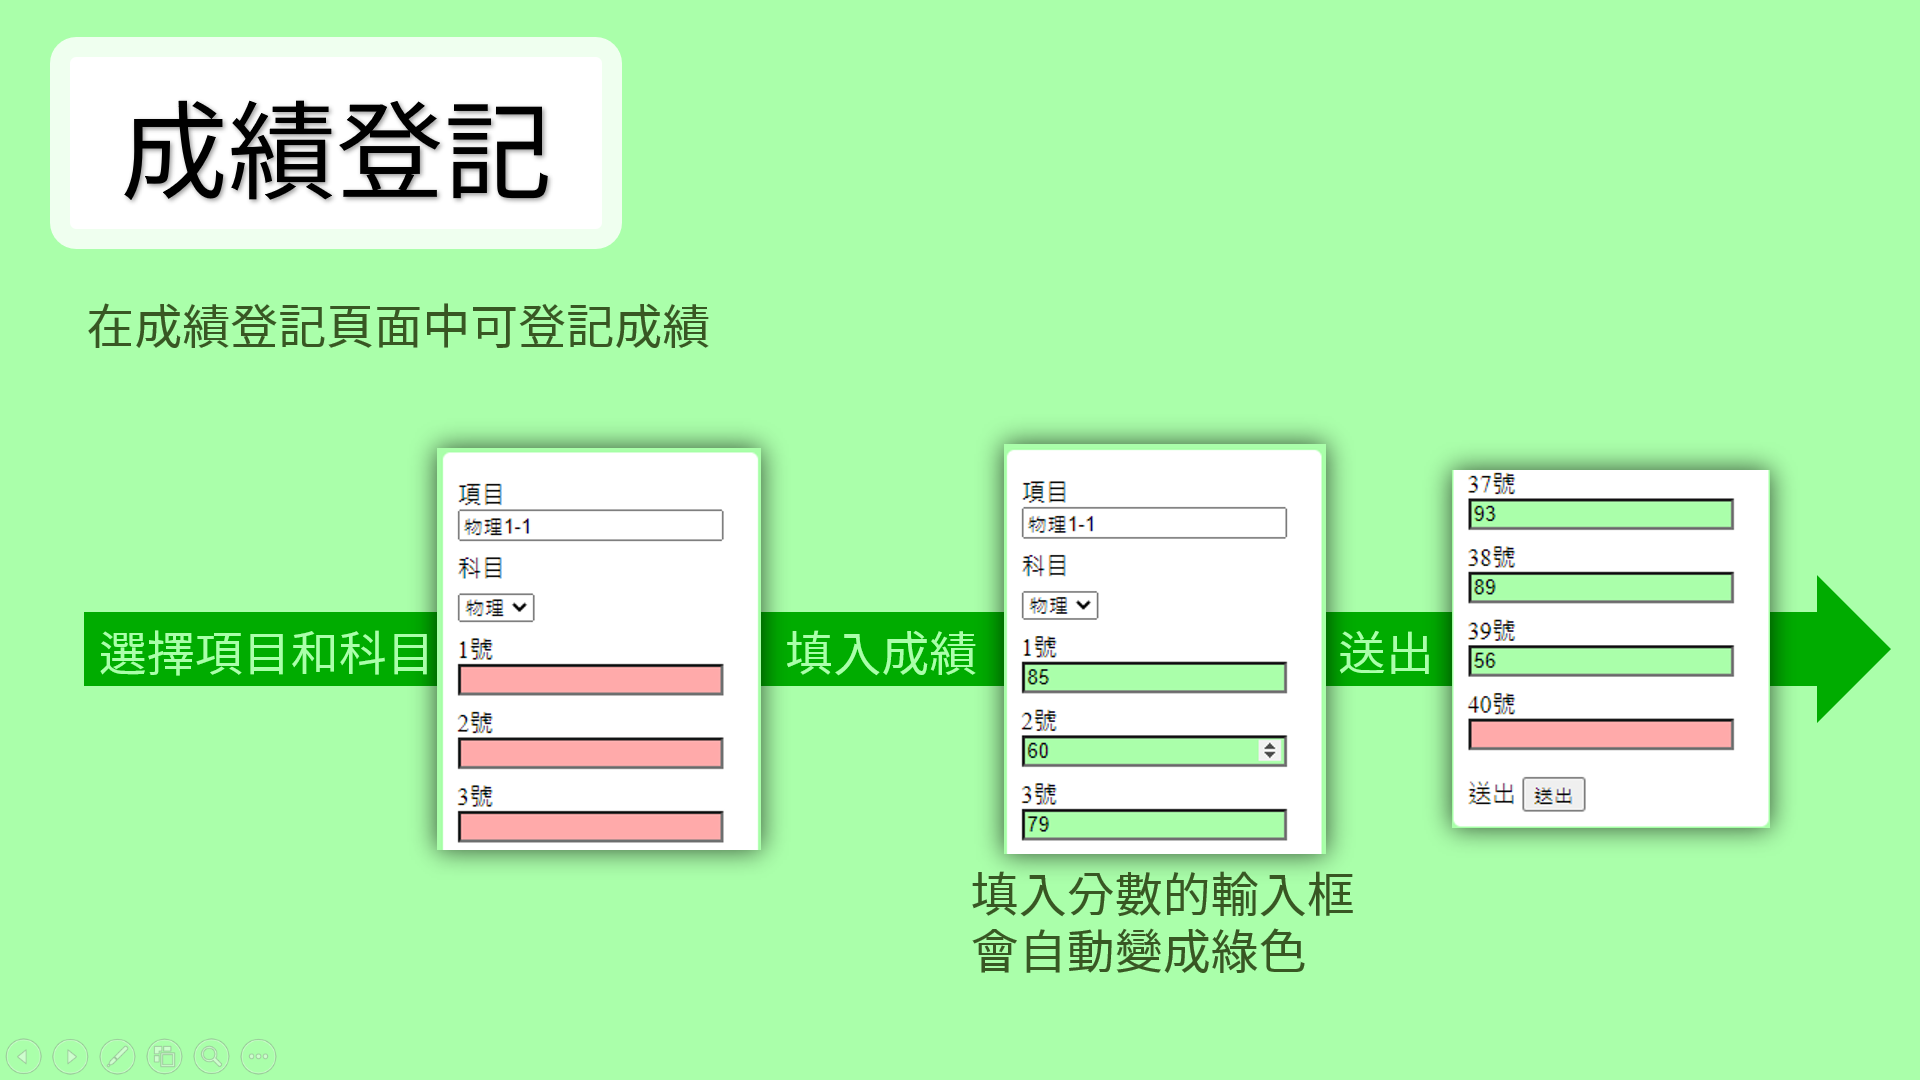 成績登記
在成績登記頁面中可登記成績
選擇項目和科目
項目
物理1-1
科目
物理
1號
2號
3號
填入成績
項目
物理1-1
科目
物理
1號
85
2號
60
3號
79
填入分數的輸入框
會自動變成綠色
送出
37號
93
38號
89
39號
56
40號
送出 送出